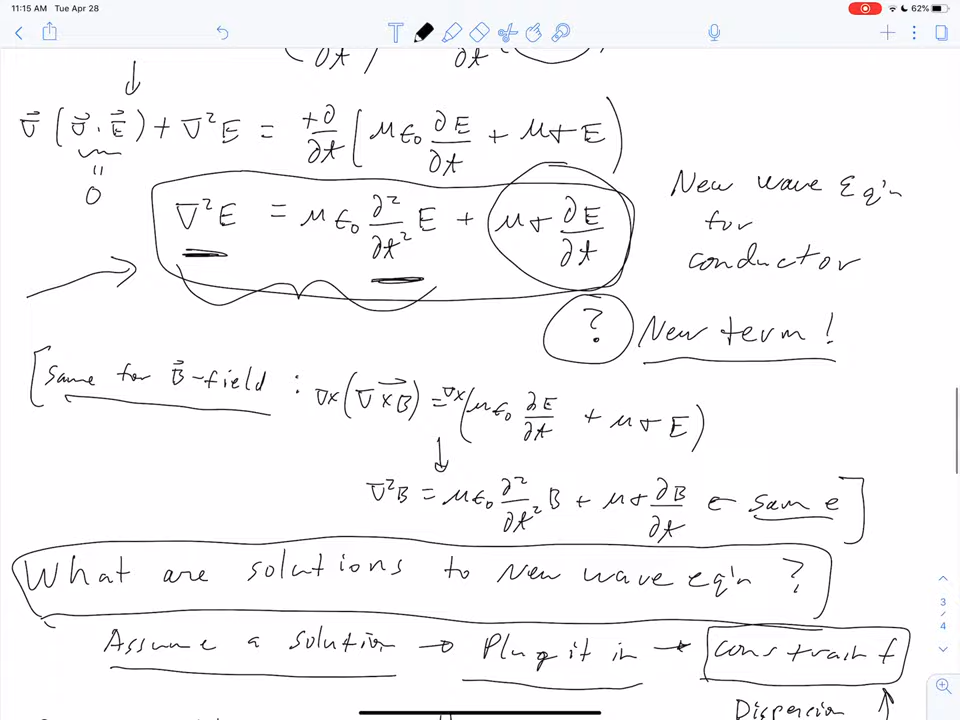 11:15 AM Tue Apr 28
62%
T
∂t ) ∂t
∇⃗ (∇⃗ · E⃗) + ∇²E = +∂/∂t (μϵ₀ ∂E/∂t + μσE)
"
0
∇²E = μϵ₀ ∂²/∂t² E + μσ ∂E/∂t
New wave Eq'n
for
conductor
? New term!
[Same for B⃗-field : ∇×(∇×B) = ∇×(μϵ₀ ∂E/∂t + μσE)
∇²B = μϵ₀ ∂²/∂t² B + μσ ∂B/∂t ← same]
What are solutions to New wave eq'n ?
Assume a solution → Plug it in → constraint
Dispersion
3
/
4